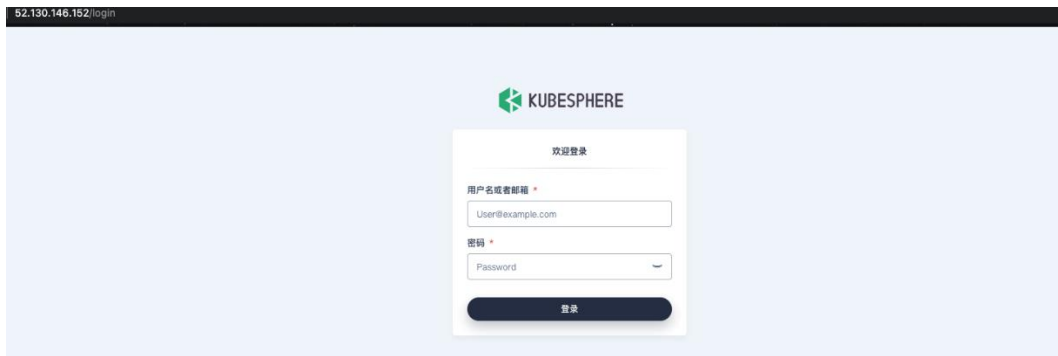 52.130.146.152/login
KUBESPHERE
欢迎登录
用户名或者邮箱 *
User@example.com
密码 *
Password
登录